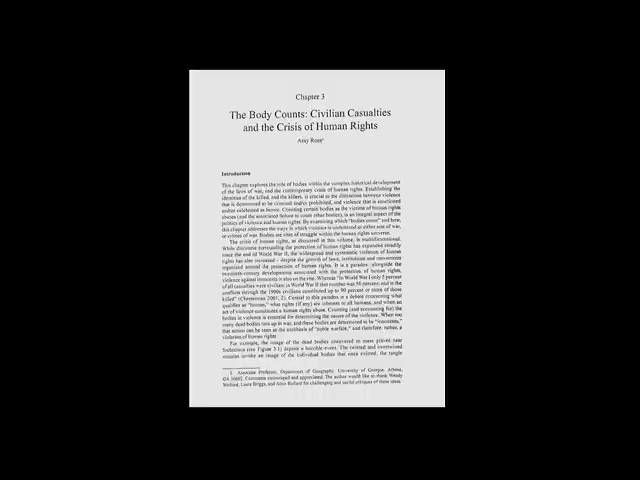 Chapter 3
The Body Counts: Civilian Casualties
and the Crisis of Human Rights
Amy Ross¹
Introduction
This chapter explores the role of bodies within the complex historical development
of the laws of war, and the contemporary crisis of human rights. Establishing the
identities of the killed, and the killers, is crucial to the distinction between violence
that is determined to be criminal and/or prohibited, and violence that is sanctioned
and/or celebrated as heroic. Counting certain bodies as the victims of human rights
abuses (and the associated failure to count other bodies), is an integral aspect of the
politics of violence and human rights. By examining which "bodies count" and how,
this chapter addresses the ways in which violence is understood as either acts of war,
or crimes of war. Bodies are sites of struggle within the human rights universe.
The crisis of human rights, as discussed in this volume, is multidimensional.
While discourse surrounding the protection of human rights has expanded steadily
since the end of World War II, the widespread and systematic violation of human
rights has also increased – despite the growth of laws, institutions and movements
organized around the protection of human rights. It is a paradox: alongside the
twentieth-century developments associated with the protection of human rights,
violence against innocents is also on the rise. Whereas "in World War I only 5 percent
of all casualties were civilian; in World War II that number was 50 percent; and in the
conflicts through the 1990s civilians constituted up to 90 percent or more of those
killed" (Chesterman 2001, 2). Central to this paradox is a debate concerning what
qualifies as "human," what rights (if any) are inherent to all humans, and when an
act of violence constitutes a human rights abuse. Counting (and accounting for) the
bodies in violence is essential for determining the nature of the violence. When too
many dead bodies turn up in war, and these bodies are determined to be "innocents,"
that action can be seen as the antithesis of "noble warfare," and therefore, rather, a
violation of human rights.
For example, the image of the dead bodies uncovered in mass graves near
Srebrenica (see Figure 3.1) depicts a horrible event. The twisted and intertwined
remains invoke an image of the individual bodies that once existed; the tangle
1 Associate Professor, Department of Geography, University of Georgia, Athens,
GA 30602. Comments encouraged and appreciated. The author would like to thank Wendy
Wolford, Laura Briggs, and
for challenging and useful critiques of these ideas.